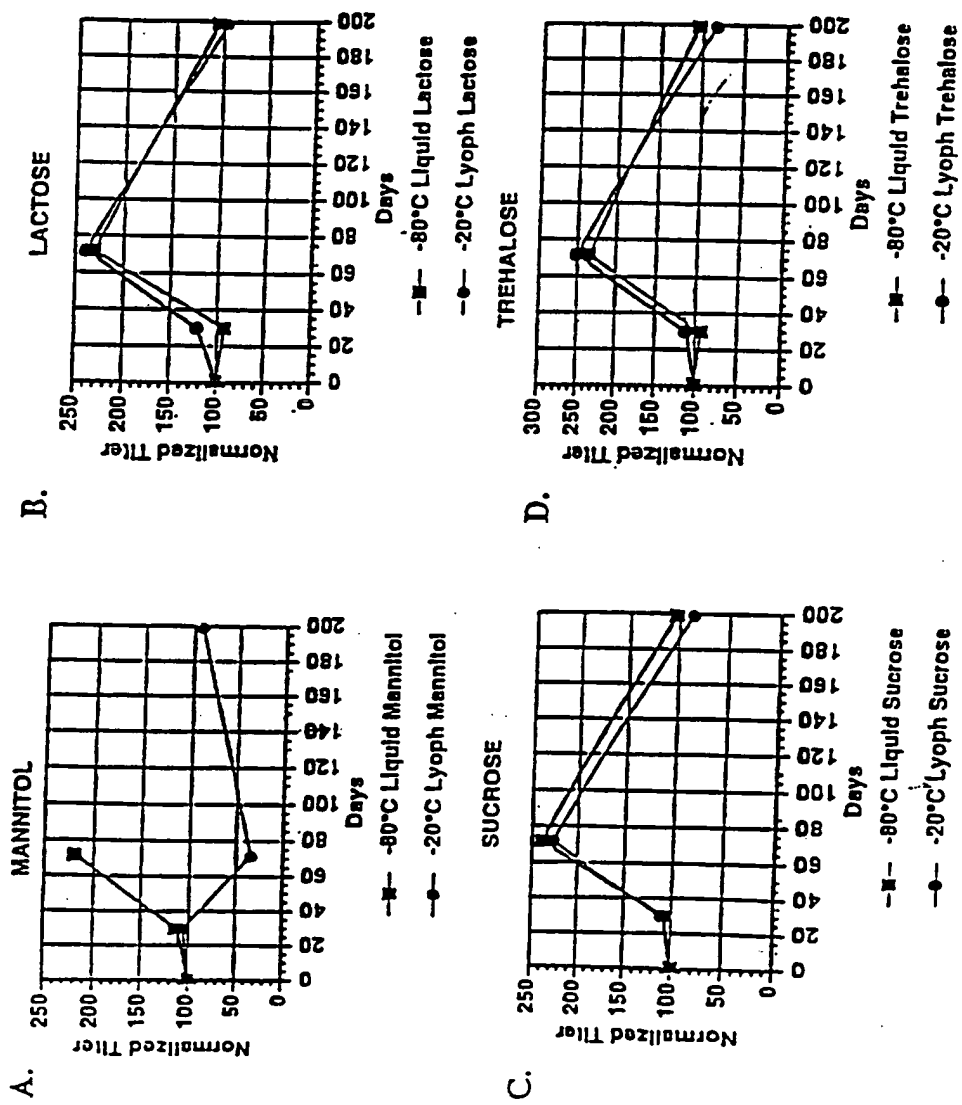 A.
MANNITOL
Normalized Titer
250
200
150
100
50
0
0 20 40 60 80 100 120 140 160 180 200
Days
-80°C Liquid Mannitol
-20°C Lyoph Mannitol
B.
LACTOSE
Normalized Titer
250
200
150
100
50
0
0 20 40 60 80 100 120 140 160 180 200
Days
-80°C Liquid Lactose
-20°C Lyoph Lactose
C.
SUCROSE
Normalized Titer
250
200
150
100
50
0
0 20 40 60 80 100 120 140 160 180 200
Days
-80°C Liquid Sucrose
-20°C Lyoph Sucrose
D.
TREHALOSE
Normalized Titer
300
250
200
150
100
50
0
0 20 40 60 80 100 120 140 160 180 200
Days
-80°C Liquid Trehalose
-20°C Lyoph Trehalose